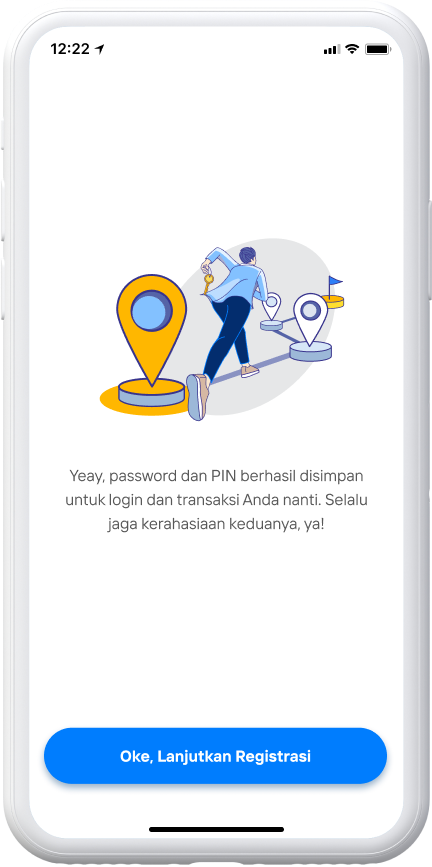 12:22
Yeay, password dan PIN berhasil disimpan
untuk login dan transaksi Anda nanti. Selalu
jaga kerahasiaan keduanya, ya!
Oke, Lanjutkan Registrasi